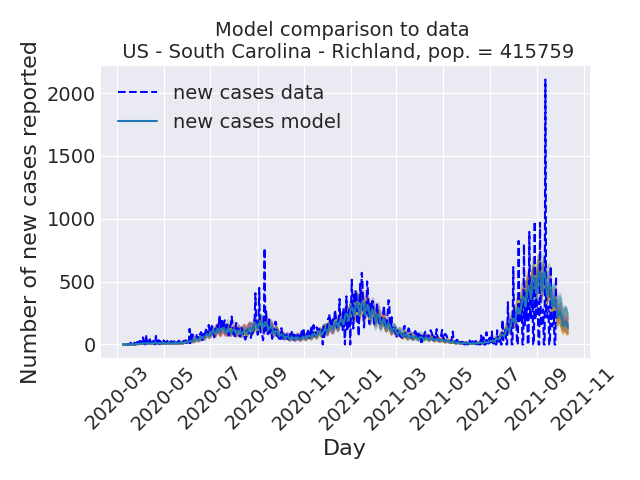 Model comparison to data
US - South Carolina - Richland, pop. = 415759
Number of new cases reported
new cases data
new cases model
2000
1500
1000
500
0
2020-03
2020-05
2020-07
2020-09
2020-11
2021-01
2021-03
2021-05
2021-07
2021-09
2021-11
Day